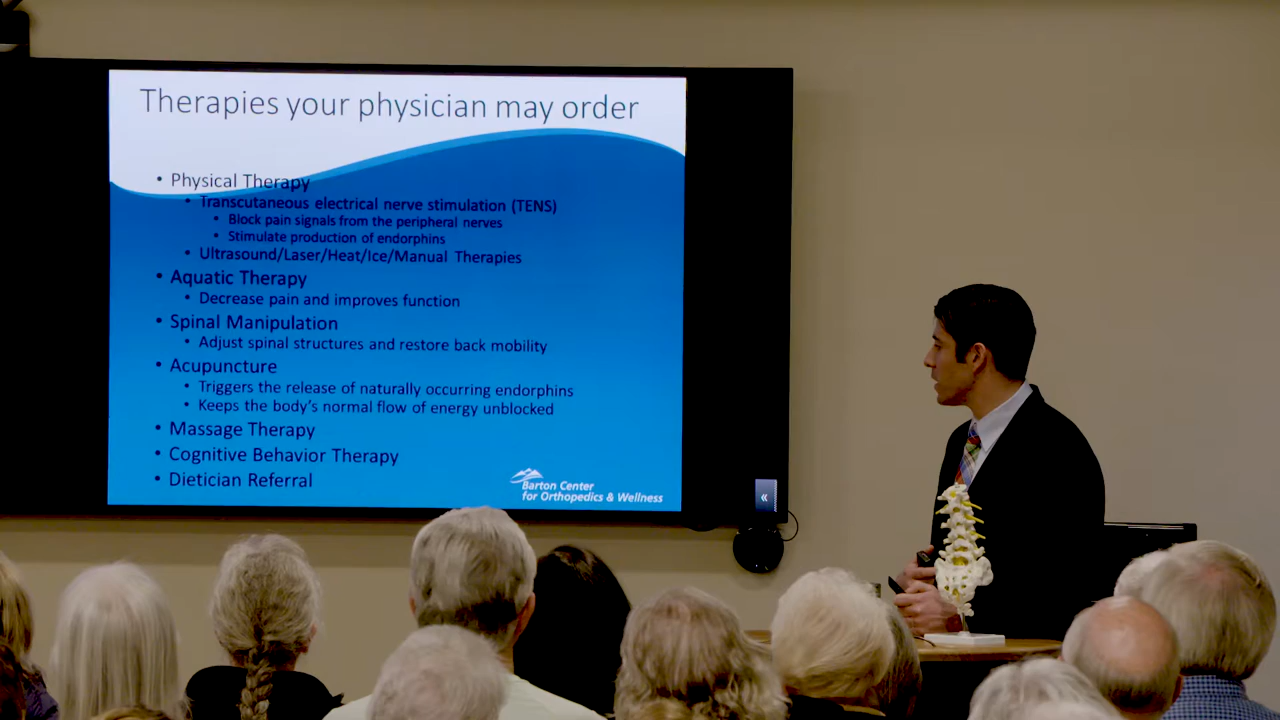 Therapies your physician may order
• Physical Therapy
• Transcutaneous electrical nerve stimulation (TENS)
• Block pain signals from the peripheral nerves
• Stimulate production of endorphins
• Ultrasound/Laser/Heat/Ice/Manual Therapies
• Aquatic Therapy
• Decrease pain and improves function
• Spinal Manipulation
• Adjust spinal structures and restore back mobility
• Acupuncture
• Triggers the release of naturally occurring endorphins
• Keeps the body's normal flow of energy unblocked
• Massage Therapy
• Cognitive Behavior Therapy
• Dietician Referral
Barton Center
for Orthopedics & Wellness
«